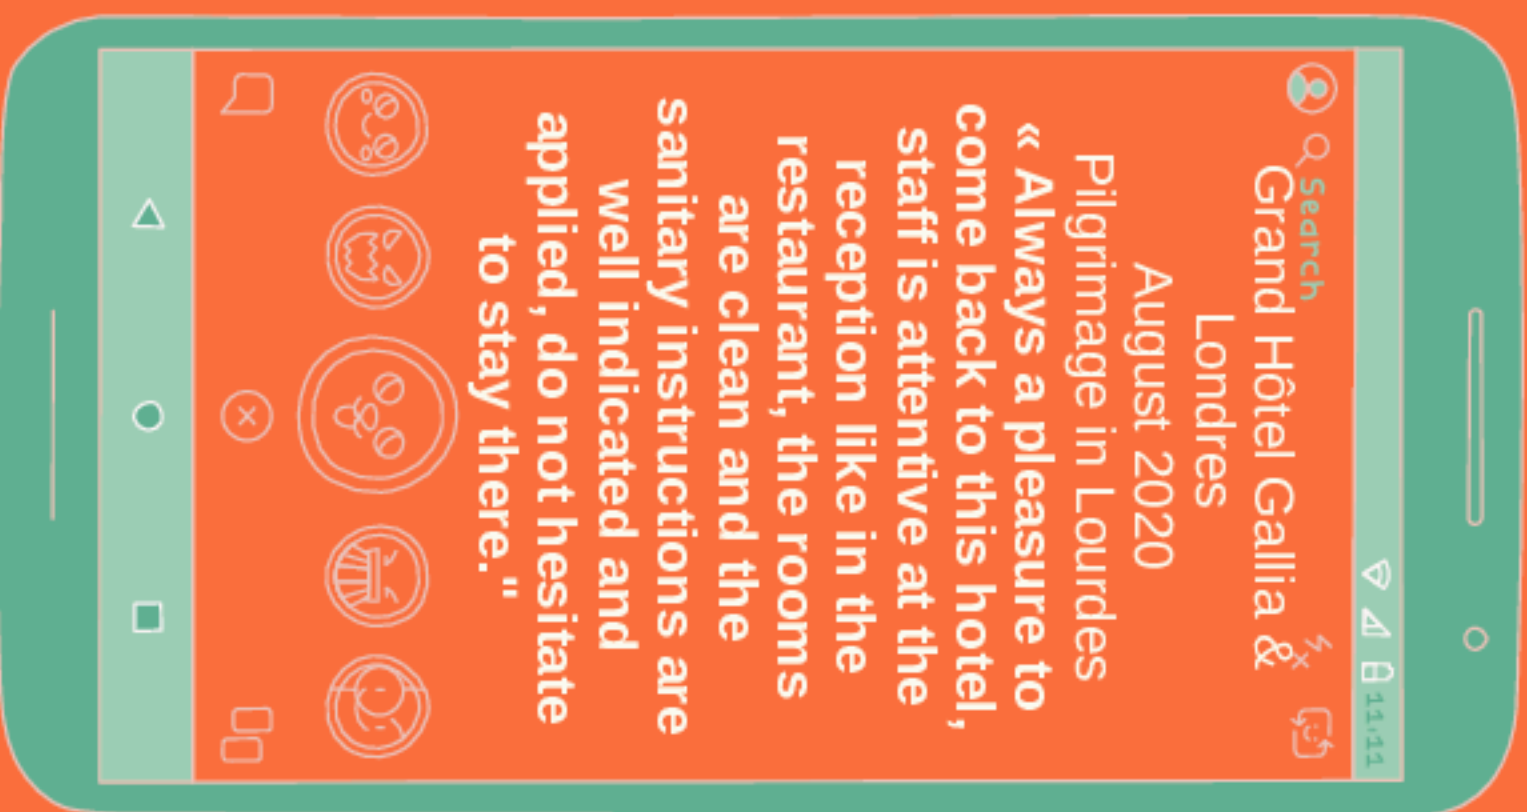 11:11
Search
Grand Hôtel Gallia &
Londres
August 2020
Pilgrimage in Lourdes
« Always a pleasure to
come back to this hotel,
staff is attentive at the
reception like in the
restaurant, the rooms
are clean and the
sanitary instructions are
well indicated and
applied, do not hesitate
to stay there."